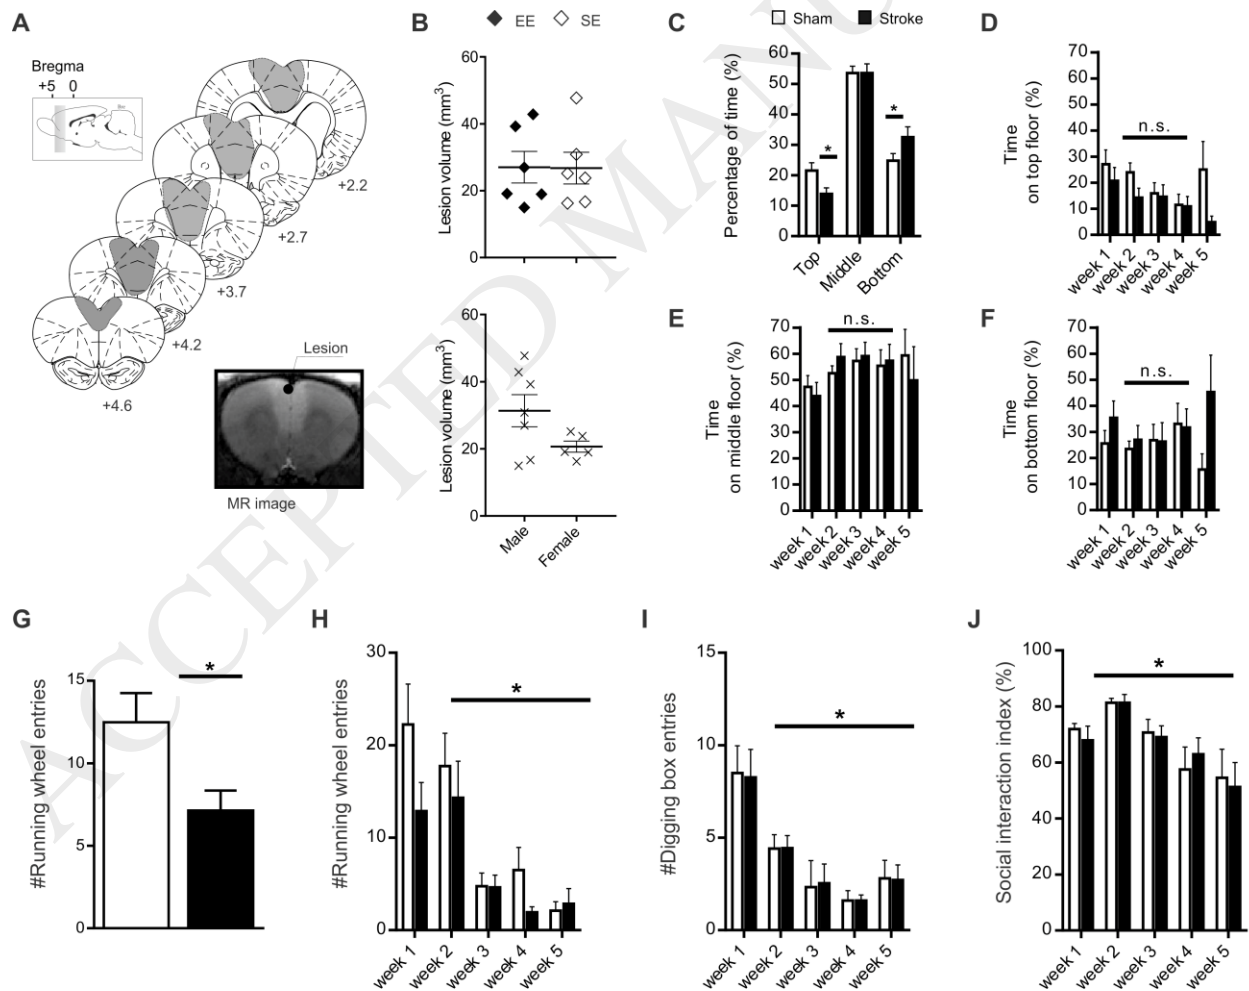 A
Bregma
+5 0
+2.2
+2.7
+3.7
+4.2
+4.6
Lesion
MR image
B
EE SE
Lesion volume (mm³)
60
40
20
0
Lesion volume (mm³)
60
40
20
0
Male Female
C
Sham Stroke
Percentage of time (%)
60
50
40
30
20
10
0
* *
Top Middle Bottom
D
Time
on top floor (%)
70
60
50
40
30
20
10
0
n.s.
week 1 week 2 week 3 week 4 week 5
E
Time
on middle floor (%)
70
60
50
40
30
20
10
0
n.s.
week 1 week 2 week 3 week 4 week 5
F
Time
on bottom floor (%)
70
60
50
40
30
20
10
0
n.s.
week 1 week 2 week 3 week 4 week 5
G
#Running wheel entries
15
10
5
0
*
H
#Running wheel entries
30
20
10
0
*
week 1 week 2 week 3 week 4 week 5
I
#Digging box entries
15
10
5
0
*
week 1 week 2 week 3 week 4 week 5
J
Social interaction index (%)
100
80
60
40
20
0
*
week 1 week 2 week 3 week 4 week 5
ACCEPTED MANU